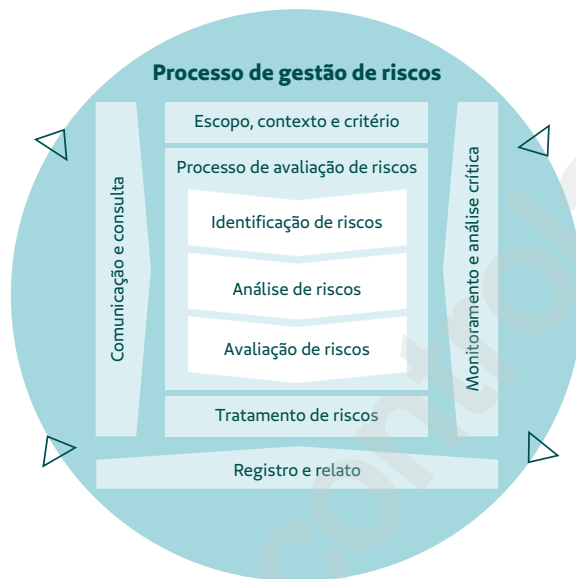 Processo de gestão de riscos
Escopo, contexto e critério
Processo de avaliação de riscos
Identificação de riscos
Análise de riscos
Avaliação de riscos
Tratamento de riscos
Registro e relato
Comunicação e consulta
Monitoramento e análise crítica